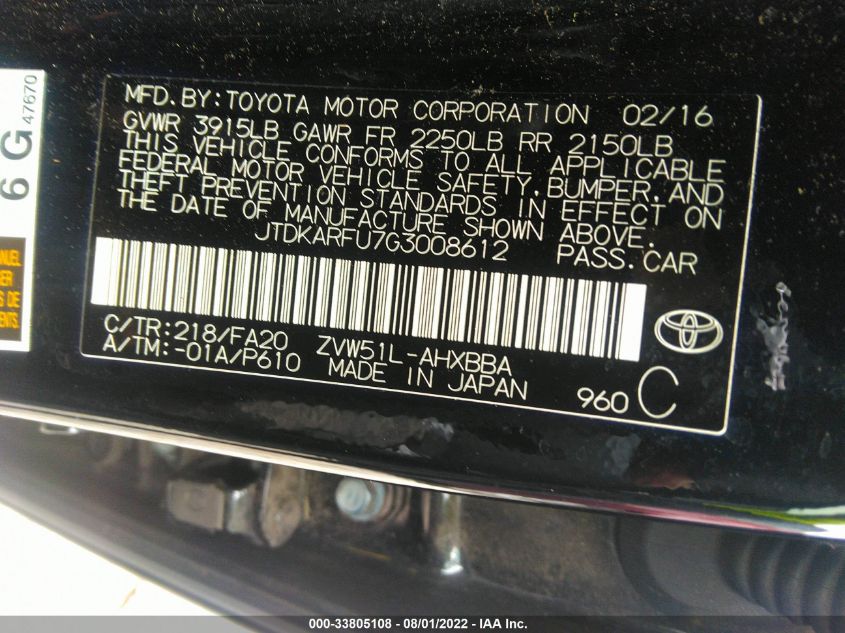 MFD.BY:TOYOTA MOTOR CORPORATION 02/16
GVWR 3915LB GAWR FR 2250LB RR 2150LB
THIS VEHICLE CONFORMS TO ALL APPLICABLE
FEDERAL MOTOR VEHICLE SAFETY,BUMPER,AND
THEFT PREVENTION STANDARDS IN EFFECT ON
THE DATE OF MANUFACTURE SHOWN ABOVE.
JTDKARFU7G3008612 PASS.CAR
C/TR:218/FA20 ZVW51L-AHXBBA
A/TM:-01A/P610 MADE IN JAPAN
960 C
6 G 47670
000-33805108 - 08/01/2022 - IAA Inc.